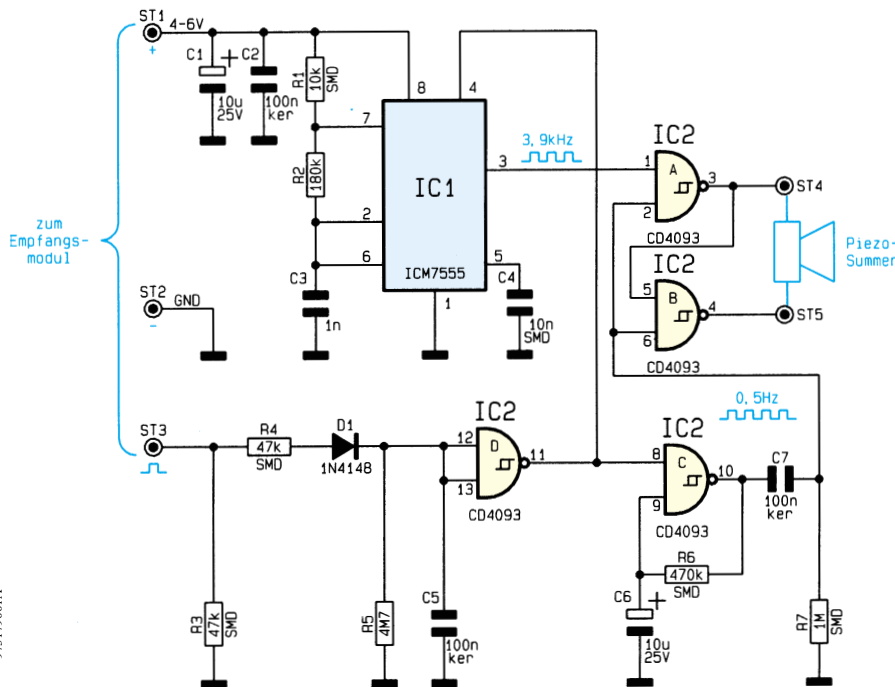 ST1
4-6V
+
C1
+
10u
25V
C2
100n
ker
R1
10k
SMD
8
4
7
R2
180k
2
6
C3
1n
IC1
ICM7555
3
3,9kHz
5
C4
10n
SMD
1
IC2
1
A
3
2
CD4093
ST4
IC2
5
B
4
6
CD4093
ST5
Piezo-
Summer
zum
Empfangs-
modul
ST2
GND
-
ST3
R4
47k
SMD
D1
1N4148
IC2
12
D
11
13
CD4093
IC2
8
C
10
9
CD4093
0,5Hz
C7
100n
ker
R6
470k
SMD
R3
47k
SMD
R5
4M7
C5
100n
ker
C6
+
10u
25V
R7
1M
SMD